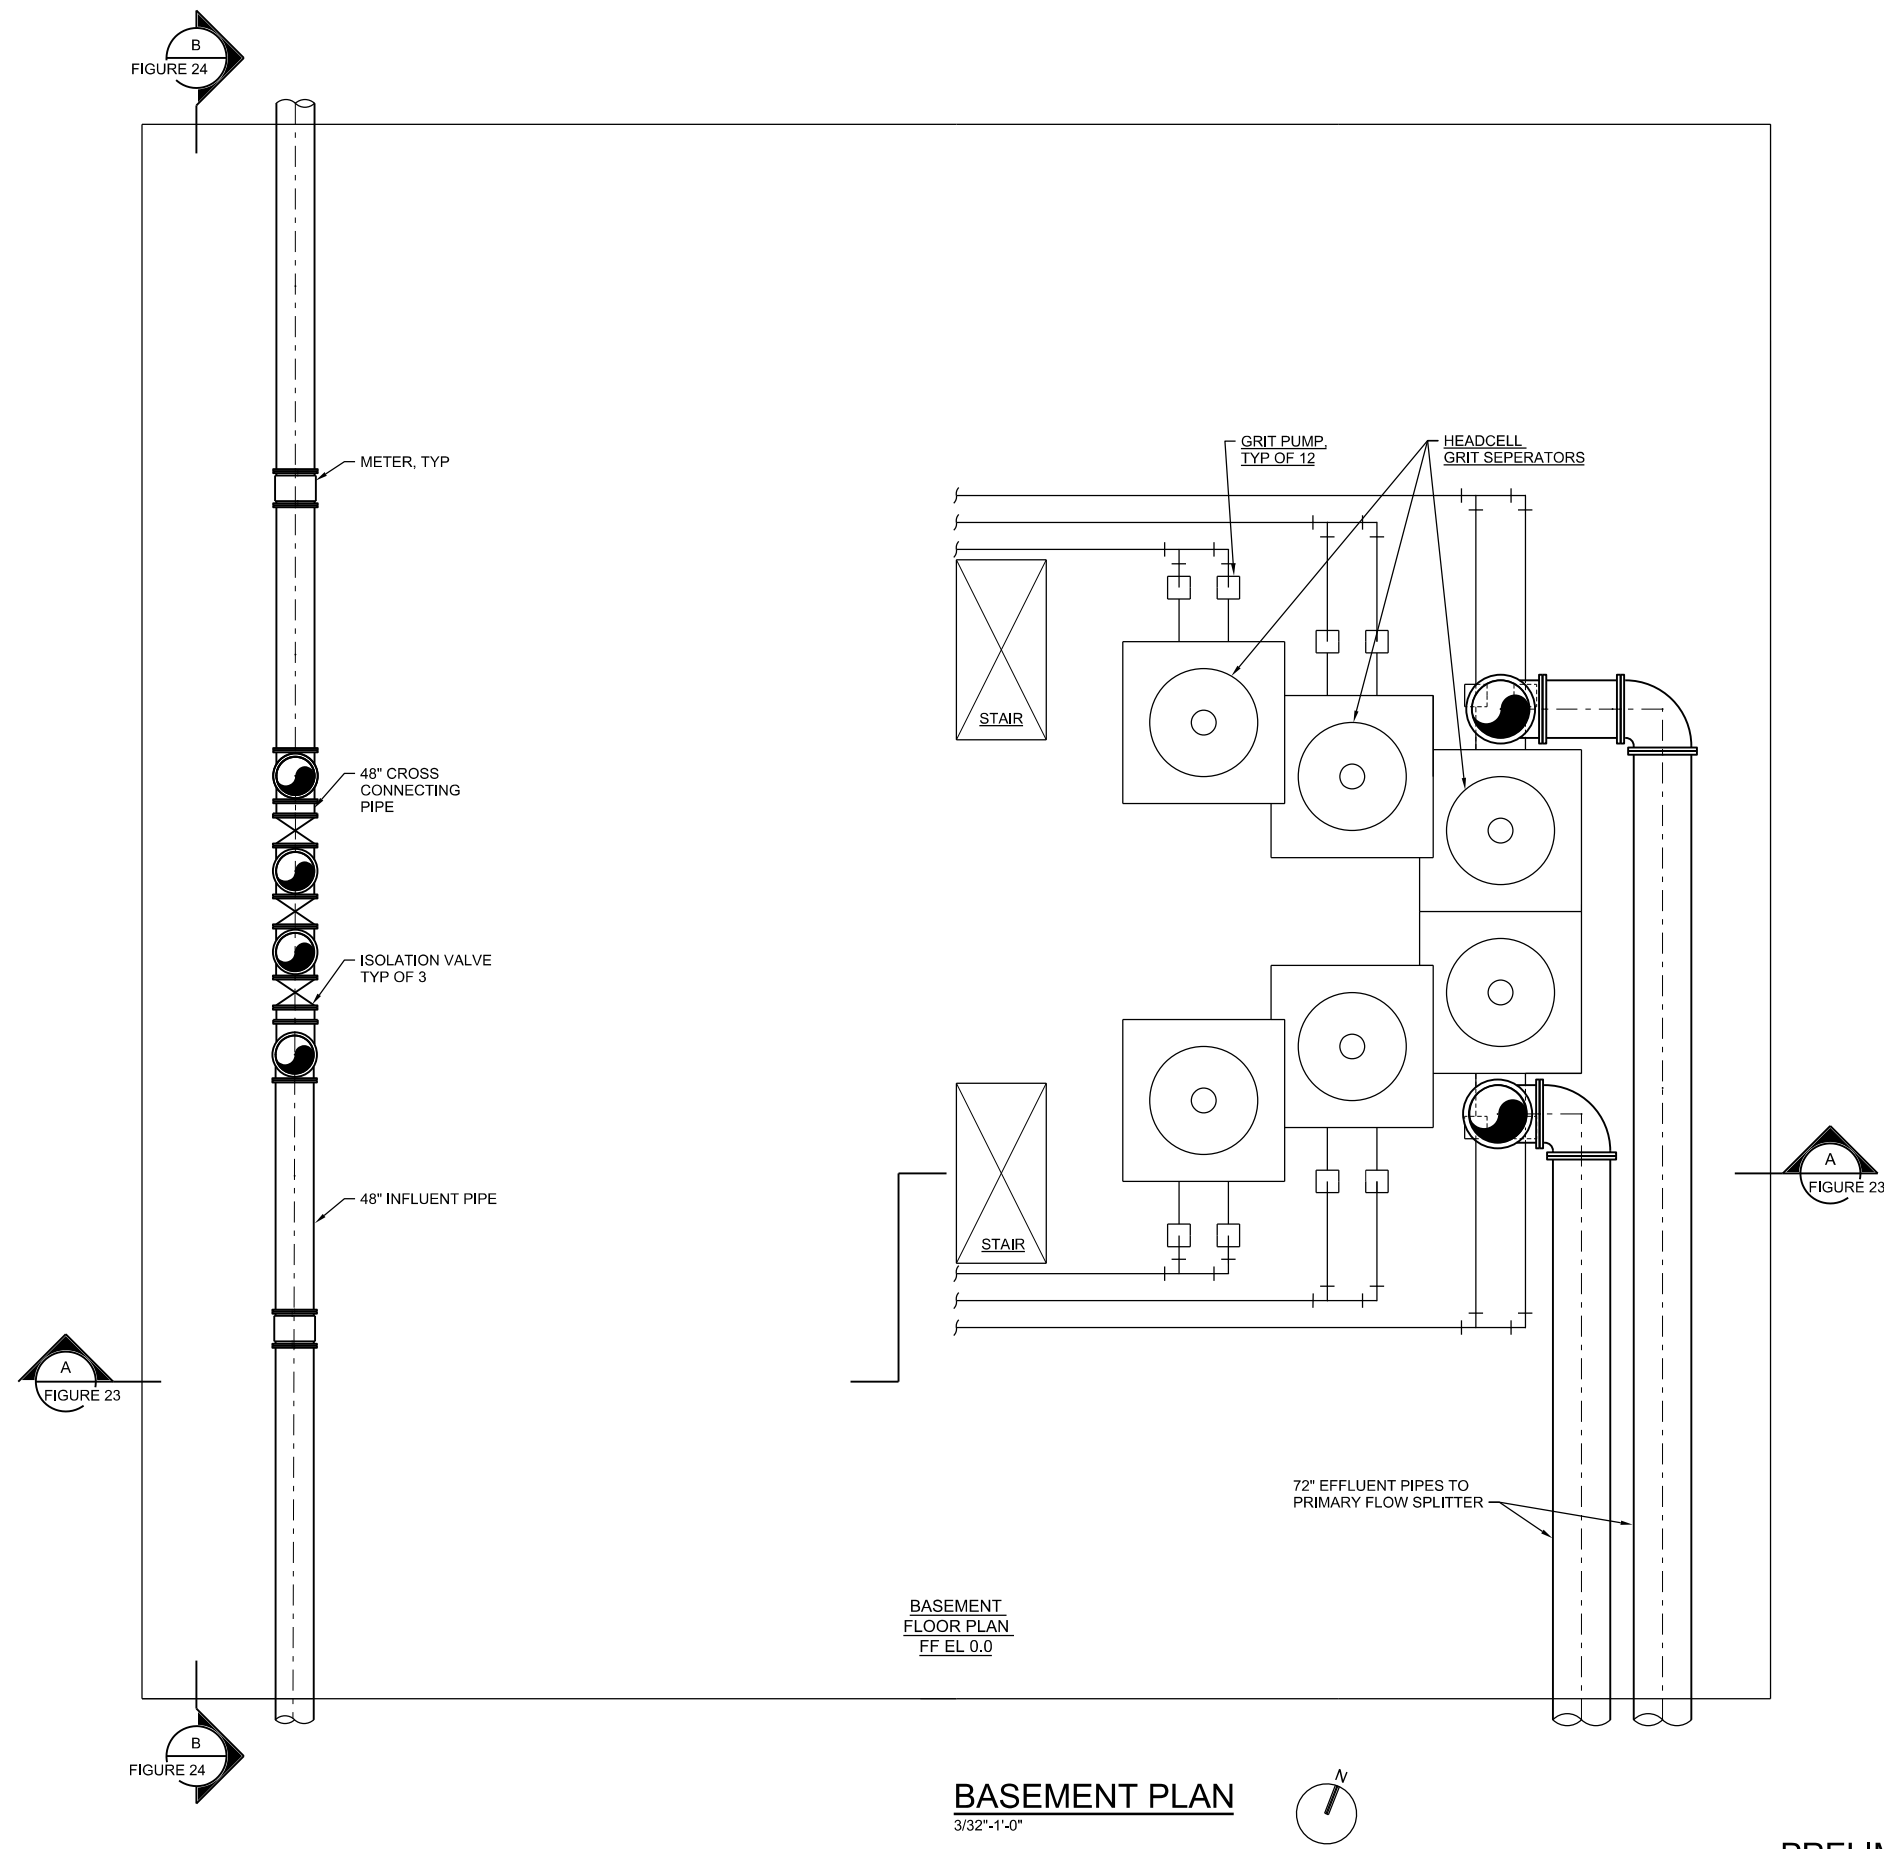 B
FIGURE 24
METER, TYP
GRIT PUMP,
TYP OF 12
HEADCELL
GRIT SEPERATORS
STAIR
48" CROSS
CONNECTING
PIPE
ISOLATION VALVE
TYP OF 3
48" INFLUENT PIPE
STAIR
A
FIGURE 23
A
FIGURE 23
72" EFFLUENT PIPES TO
PRIMARY FLOW SPLITTER
BASEMENT
FLOOR PLAN
FF EL 0.0
B
FIGURE 24
BASEMENT PLAN
3/32"-1'-0"
N